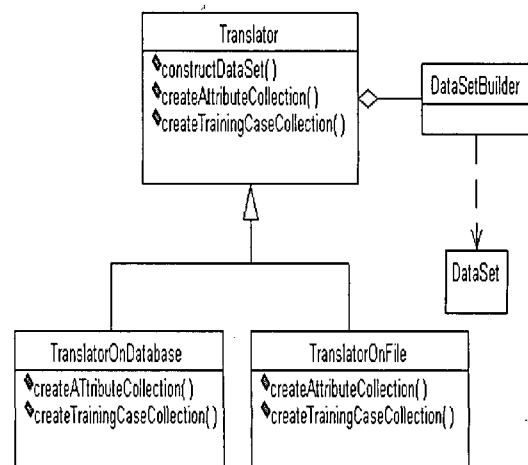 Translator
constructDataSet()
createAttributeCollection()
createTrainingCaseCollection()
DataSetBuilder
DataSet
TranslatorOnDatabase
createATtributeCollection()
createTrainingCaseCollection()
TranslatorOnFile
createAttributeCollection()
createTrainingCaseCollection()